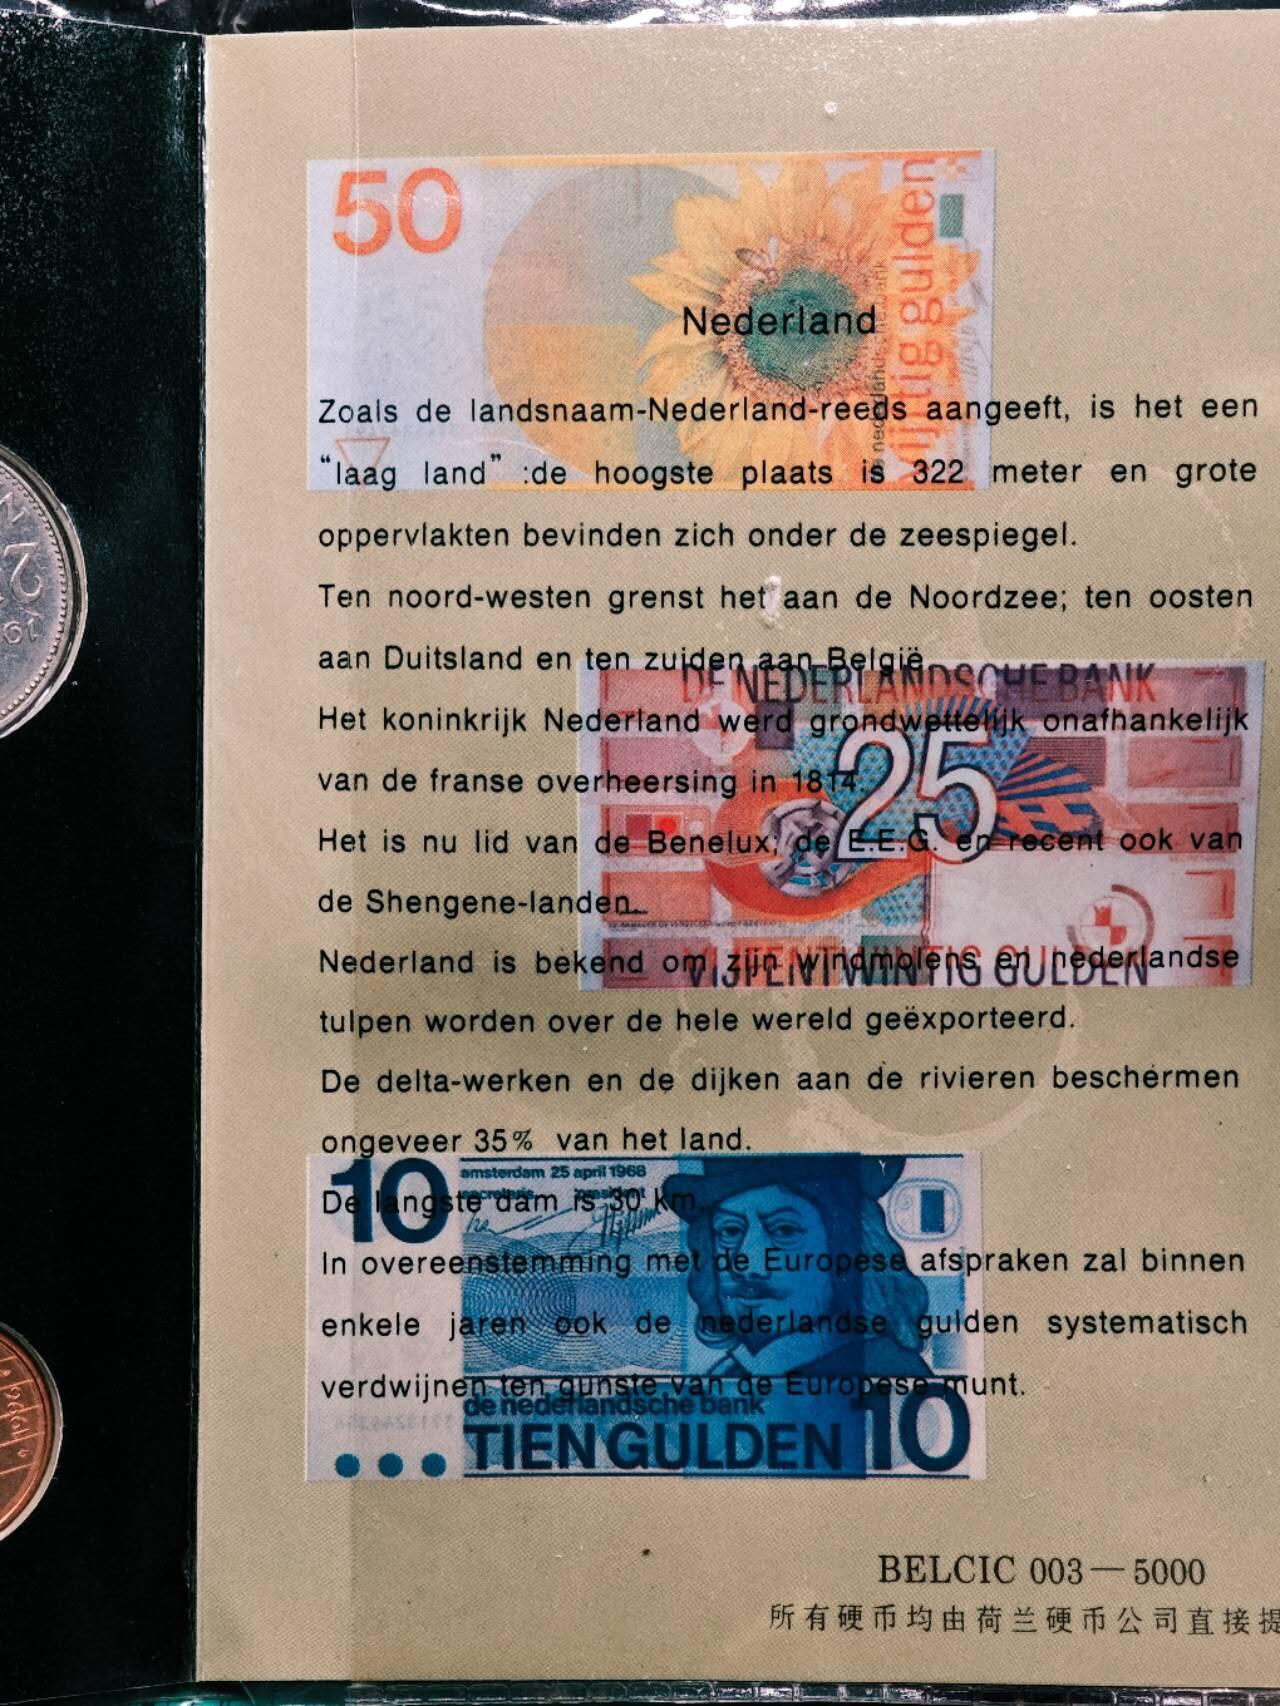 50
vijftig gulden
de nederlandsche bank
Nederland
Zoals de landsnaam-Nederland-reeds aangeeft, is het een
“laag land” :de hoogste plaats is 322 meter en grote
oppervlakten bevinden zich onder de zeespiegel.
Ten noord-westen grenst het aan de Noordzee; ten oosten
aan Duitsland en ten zuiden aan België
DE NEDERLANDSCHE BANK
Het koninkrijk Nederland werd grondwettelijk onafhankelijk
van de franse overheersing in 1814.
25
Het is nu lid van de Benelux; de E.E.G. en recent ook van
de Shengene-landen.
Nederland is bekend om zijn windmolens en nederlandse
VIJFENTWINTIG GULDEN
tulpen worden over de hele wereld geëxporteerd.
De delta-werken en de dijken aan de rivieren beschermen
ongeveer 35% van het land.
10
amsterdam 25 april 1968
secretaris president
De langste dam is 30 km.
In overeenstemming met de Europese afspraken zal binnen
enkele jaren ook de nederlandse gulden systematisch
verdwijnen ten gunste van de Europese munt.
de nederlandsche bank
TIEN GULDEN 10
BELCIC 003—5000
所有硬币均由荷兰硬币公司直接提